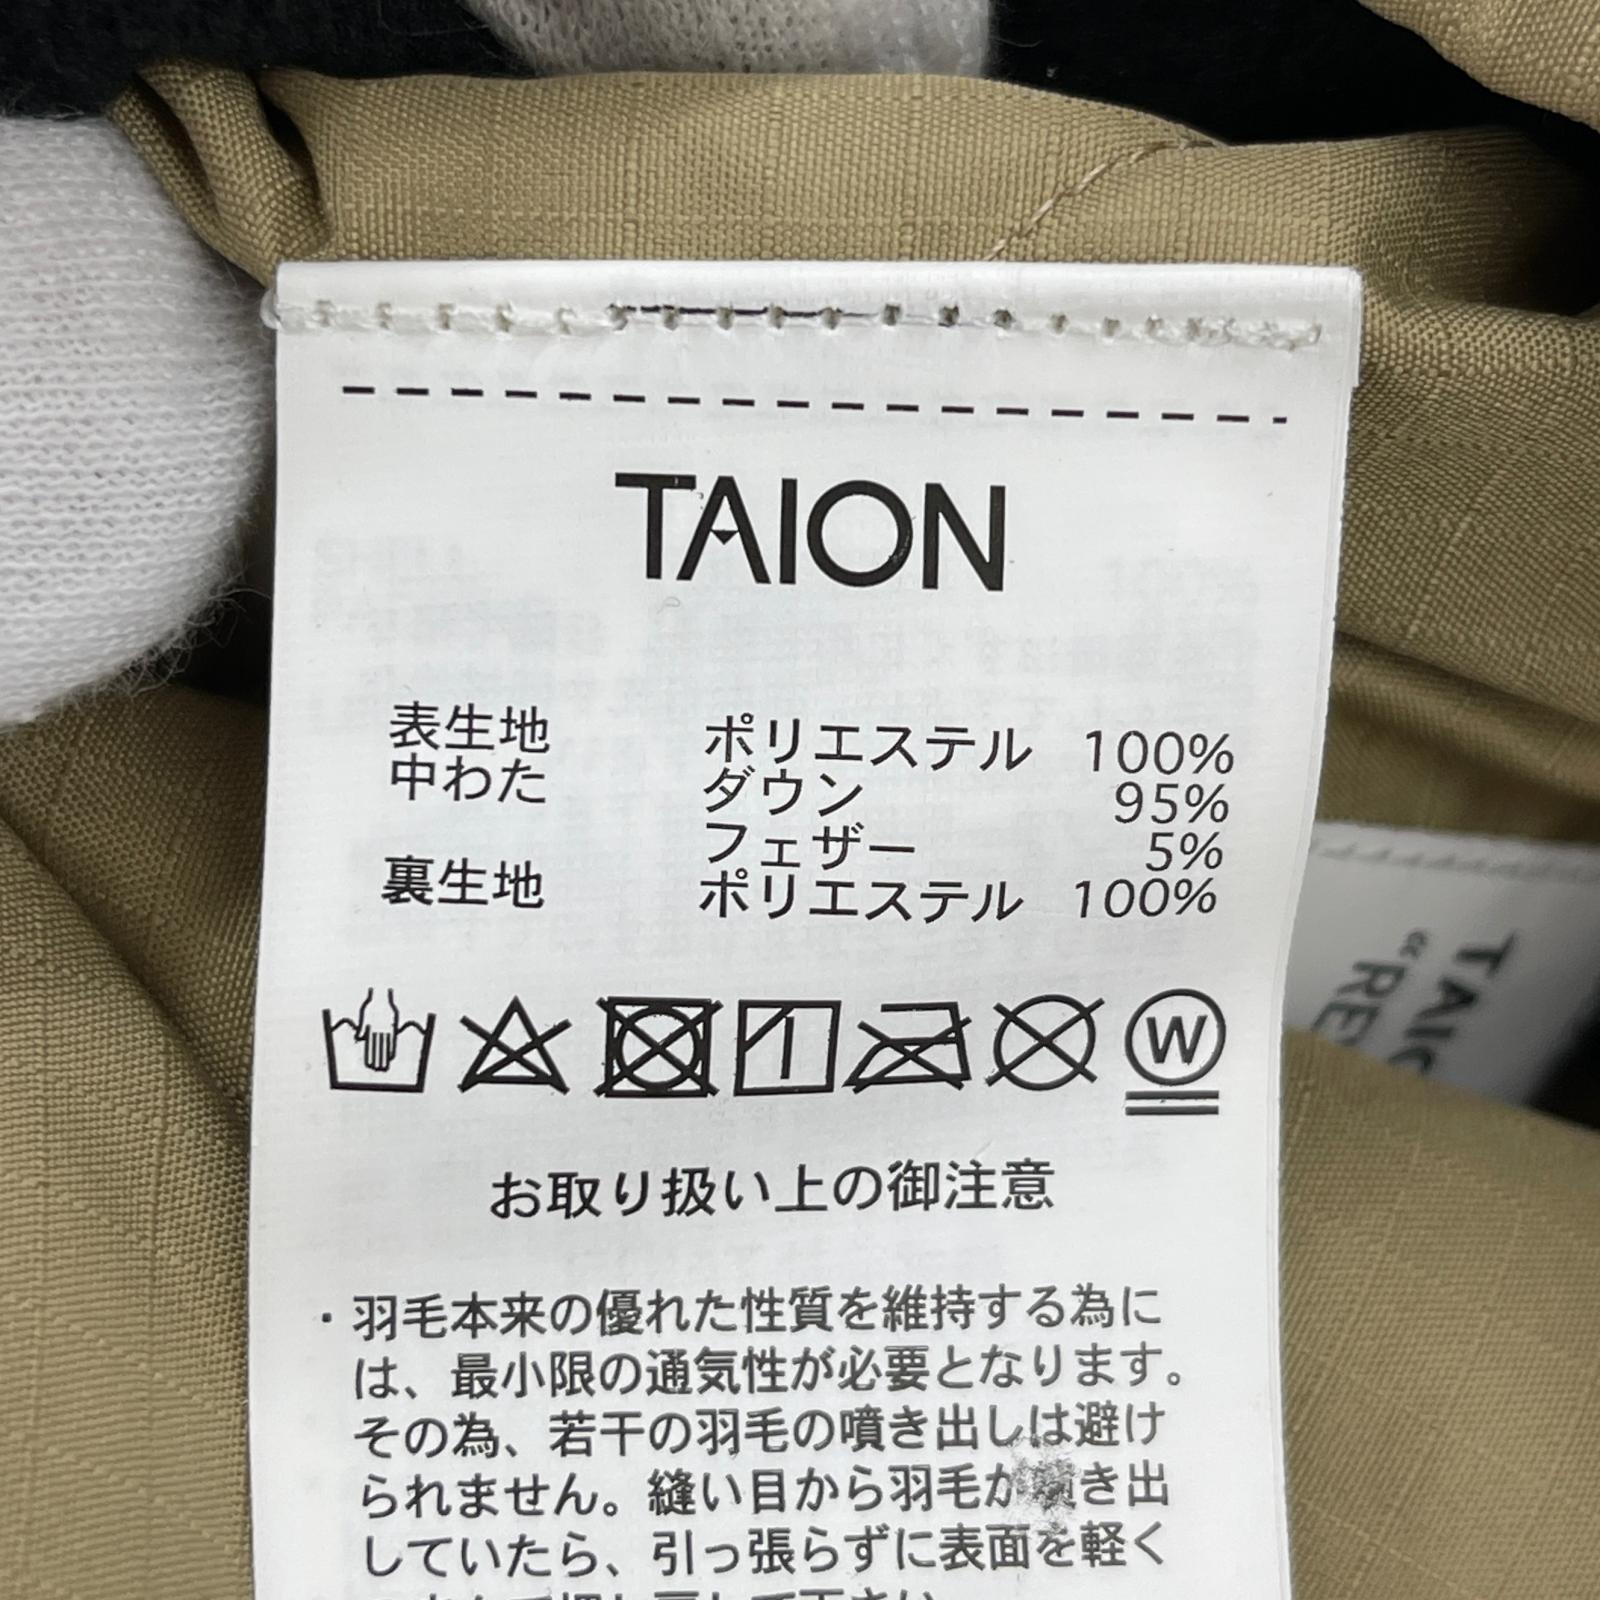 TAION
表生地 ポリエステル 100%
中わた ダウン 95%
フェザー 5%
裏生地 ポリエステル 100%
W
お取り扱い上の御注意
・羽毛本来の優れた性質を維持する為に
は、最小限の通気性が必要となります。
その為、若干の羽毛の噴き出しは避け
られません。縫い目から羽毛が噴き出
していたら、引っ張らずに表面を軽く
TAIO
“RE